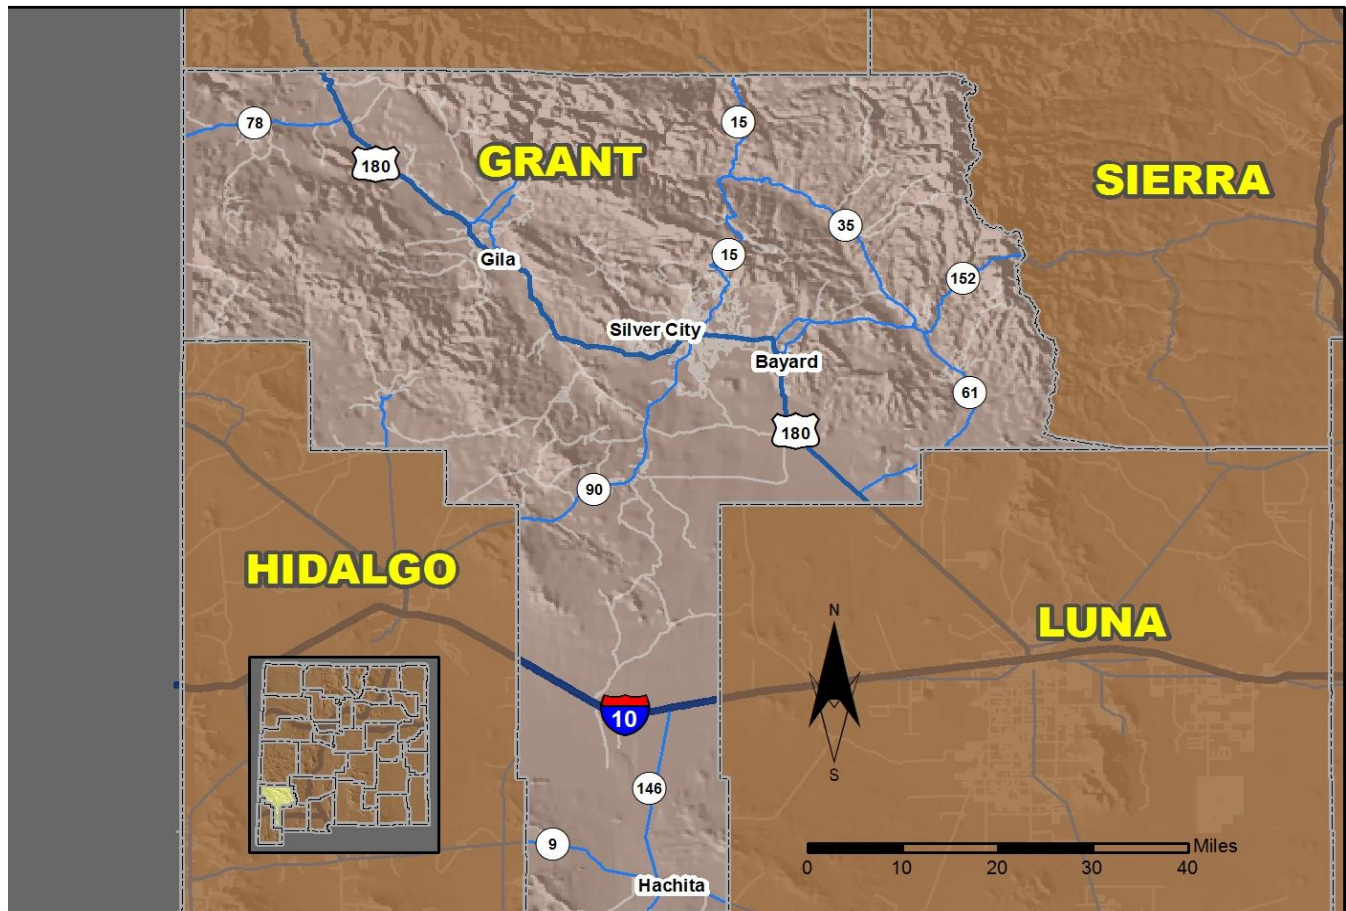 78
15
180
GRANT
SIERRA
35
15
Gila
152
Silver City
Bayard
61
180
90
HIDALGO
N
LUNA
10
S
146
9
Miles
0 10 20 30 40
Hachita